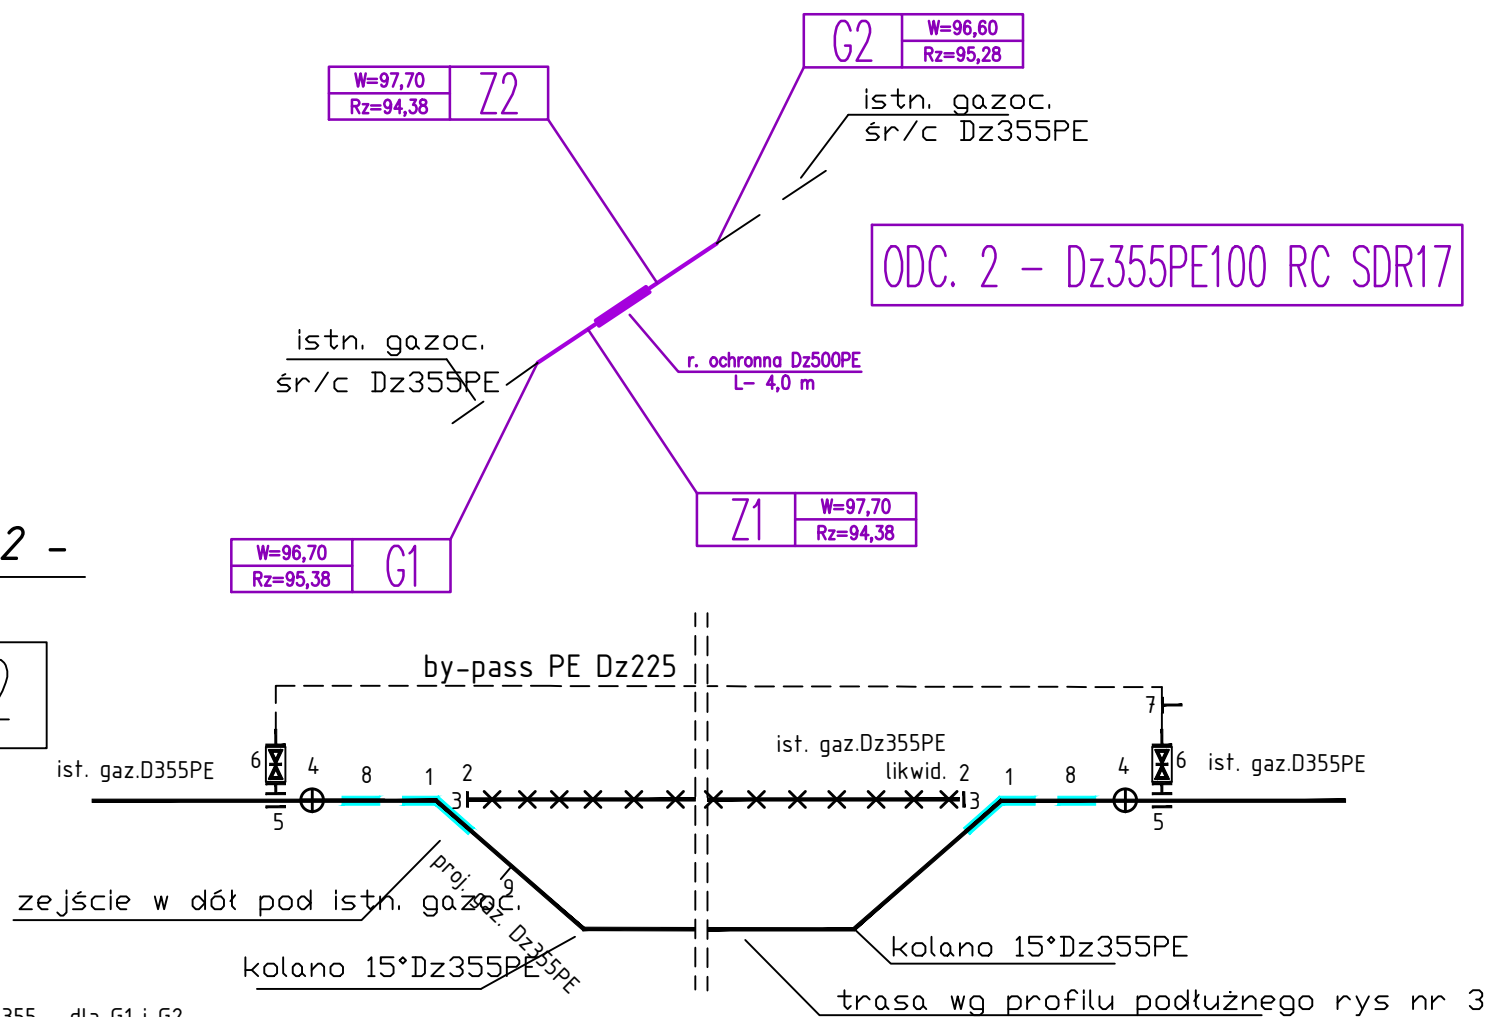 G2
W=96,60
Rz=95,28
W=97,70
Rz=94,38
Z2
istn. gazoc.
śr/c Dz355PE
ODC. 2 - Dz355PE100 RC SDR17
istn. gazoc.
śr/c Dz355PE
r. ochronna Dz500PE
L- 4,0 m
Z1
W=97,70
Rz=94,38
2 -
W=96,70
Rz=95,38
G1
by-pass PE Dz225
7
ist. gaz.D355PE
6
4
8
1
2
3
5
ist. gaz.Dz355PE
likwid.
2
3
1
8
4
6
5
ist. gaz.D355PE
9
proj. gaz. Dz355PE
zejście w dół pod istn. gazoc.
kolano 15°Dz355PE
kolano 15°Dz355PE
trasa wg profilu podłużnego rys nr 3